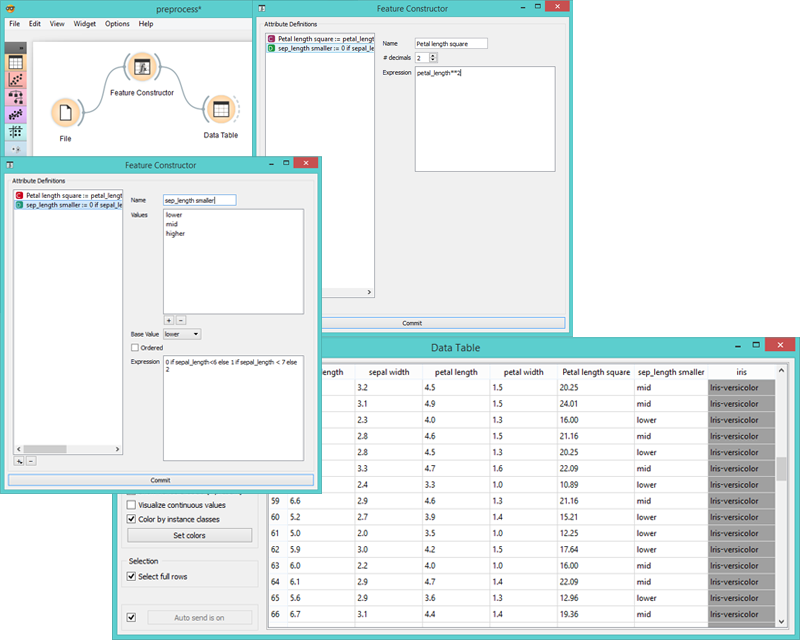 preprocess*
File Edit View Widget Options Help
File
Feature Constructor
Data Table
Feature Constructor
Attribute Definitions
C Petal length square := petal_leng
D sep_length smaller := 0 if sepal_l
Name Petal length square
# decimals 2
Expression petal_length**2
Commit
Feature Constructor
Attribute Definitions
C Petal length square := petal_lengt
D sep_length smaller := 0 if sepal_le
Name sep_length smaller
Values
lower
mid
higher
+ −
Base Value lower
Ordered
Expression 0 if sepal_length<6 else 1 if sepal_length < 7 else
2
Commit
Data Table
length sepal width petal length petal width Petal length square sep_length smaller iris
3.2 4.5 1.5 20.25 mid Iris-versicolor
3.1 4.9 1.5 24.01 mid Iris-versicolor
2.3 4.0 1.3 16.00 lower Iris-versicolor
2.8 4.6 1.5 21.16 mid Iris-versicolor
2.8 4.5 1.3 20.25 lower Iris-versicolor
3.3 4.7 1.6 22.09 mid Iris-versicolor
2.4 3.3 1.0 10.89 lower Iris-versicolor
59 6.6 2.9 4.6 1.3 21.16 mid Iris-versicolor
60 5.2 2.7 3.9 1.4 15.21 lower Iris-versicolor
61 5.0 2.0 3.5 1.0 12.25 lower Iris-versicolor
62 5.9 3.0 4.2 1.5 17.64 lower Iris-versicolor
63 6.0 2.2 4.0 1.0 16.00 mid Iris-versicolor
64 6.1 2.9 4.7 1.4 22.09 mid Iris-versicolor
65 5.6 2.9 3.6 1.3 12.96 lower Iris-versicolor
66 6.7 3.1 4.4 1.4 19.36 mid Iris-versicolor
Visualize continuous values
Color by instance classes
Set colors
Selection
Select full rows
Auto send is on